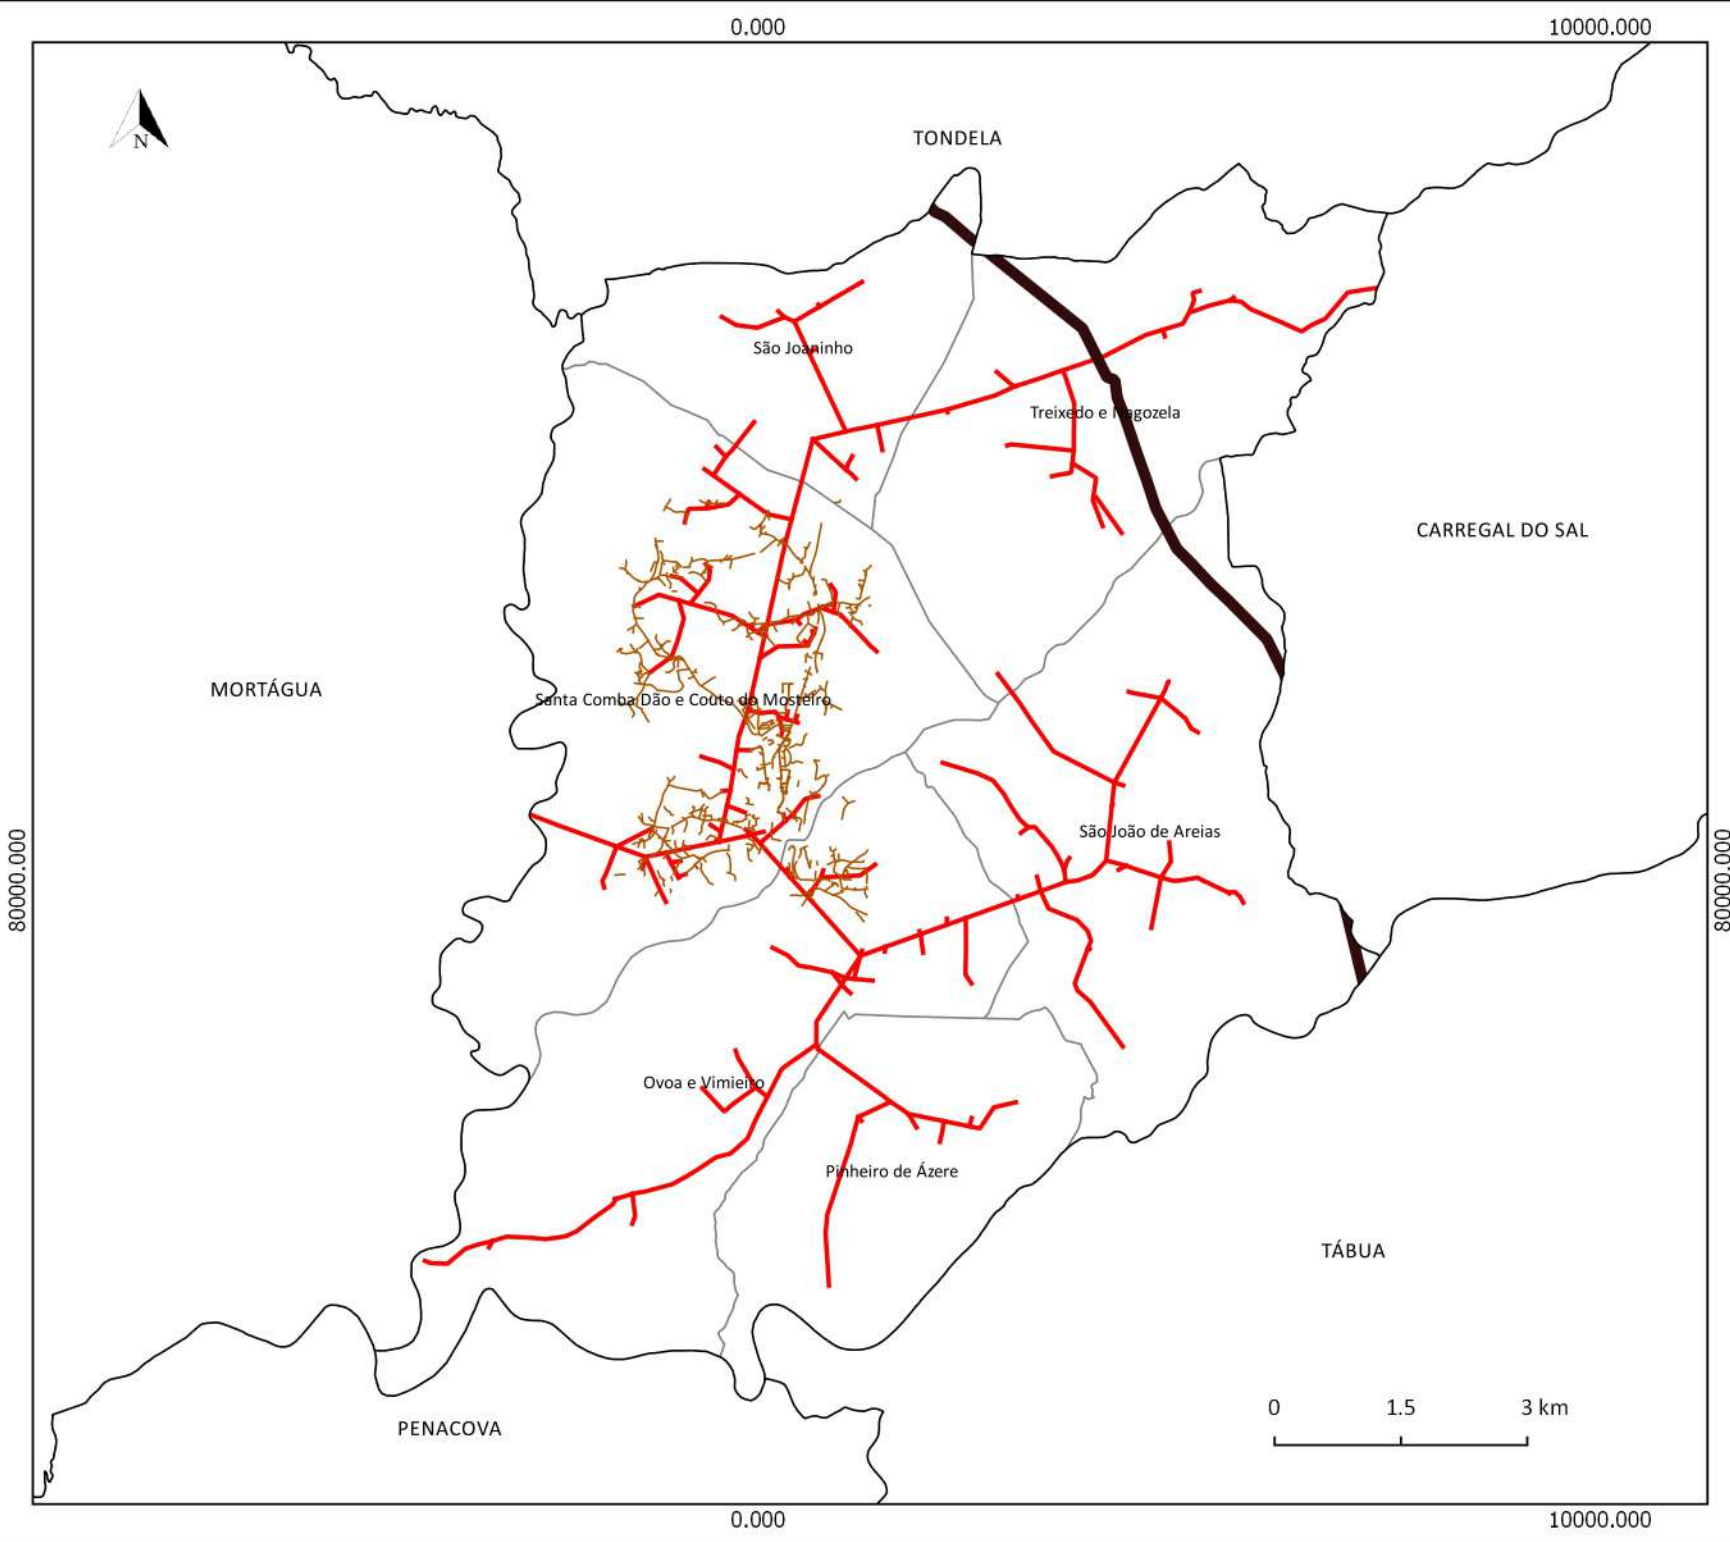 0.000
10000.000
N
TONDELA
São Joaninho
Treixedo e Nagozela
CARREGAL DO SAL
MORTÁGUA
Santa Comba Dão e Couto do Mosteiro
São João de Areias
80000.000
80000.000
Ovoa e Vimieiro
Pinheiro de Ázere
TÁBUA
0
1.5
3 km
PENACOVA
0.000
10000.000